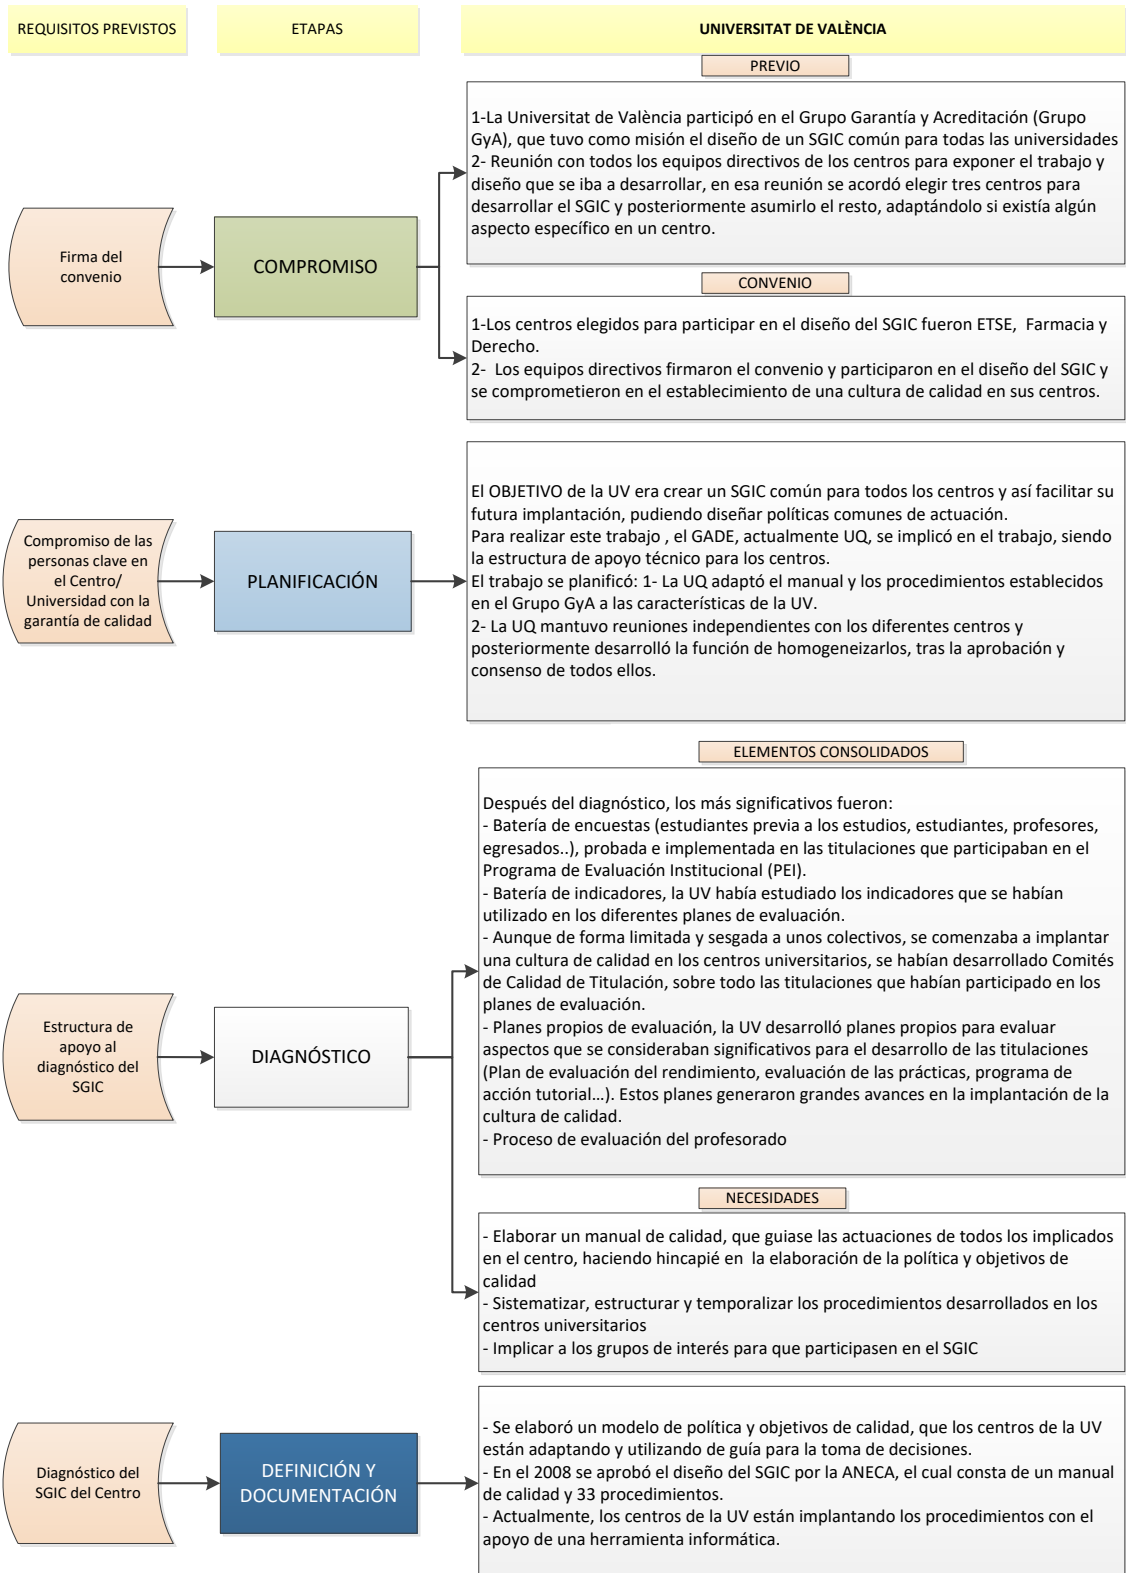 REQUISITOS PREVISTOS
ETAPAS
UNIVERSITAT DE VALÈNCIA
PREVIO
1-La Universitat de València participó en el Grupo Garantía y Acreditación (Grupo
GyA), que tuvo como misión el diseño de un SGIC común para todas las universidades
2- Reunión con todos los equipos directivos de los centros para exponer el trabajo y
diseño que se iba a desarrollar, en esa reunión se acordó elegir tres centros para
desarrollar el SGIC y posteriormente asumirlo el resto, adaptándolo si existía algún
aspecto específico en un centro.
Firma del
convenio
COMPROMISO
CONVENIO
1-Los centros elegidos para participar en el diseño del SGIC fueron ETSE,  Farmacia y
Derecho.
2-  Los equipos directivos firmaron el convenio y participaron en el diseño del SGIC y
se comprometieron en el establecimiento de una cultura de calidad en sus centros.
Compromiso de las
personas clave en
el Centro/
Universidad con la
garantía de calidad
PLANIFICACIÓN
El OBJETIVO de la UV era crear un SGIC común para todos los centros y así facilitar su
futura implantación, pudiendo diseñar políticas comunes de actuación.
Para realizar este trabajo , el GADE, actualmente UQ, se implicó en el trabajo, siendo
la estructura de apoyo técnico para los centros.
El trabajo se planificó: 1- La UQ adaptó el manual y los procedimientos establecidos
en el Grupo GyA a las características de la UV.
2- La UQ mantuvo reuniones independientes con los diferentes centros y
posteriormente desarrolló la función de homogeneizarlos, tras la aprobación y
consenso de todos ellos.
ELEMENTOS CONSOLIDADOS
Después del diagnóstico, los más significativos fueron:
- Batería de encuestas (estudiantes previa a los estudios, estudiantes, profesores,
egresados..), probada e implementada en las titulaciones que participaban en el
Programa de Evaluación Institucional (PEI).
- Batería de indicadores, la UV había estudiado los indicadores que se habían
utilizado en los diferentes planes de evaluación.
- Aunque de forma limitada y sesgada a unos colectivos, se comenzaba a implantar
una cultura de calidad en los centros universitarios, se habían desarrollado Comités
de Calidad de Titulación, sobre todo las titulaciones que habían participado en los
planes de evaluación.
- Planes propios de evaluación, la UV desarrolló planes propios para evaluar
aspectos que se consideraban significativos para el desarrollo de las titulaciones
(Plan de evaluación del rendimiento, evaluación de las prácticas, programa de
acción tutorial…). Estos planes generaron grandes avances en la implantación de la
cultura de calidad.
- Proceso de evaluación del profesorado
Estructura de
apoyo al
diagnóstico del
SGIC
DIAGNÓSTICO
NECESIDADES
- Elaborar un manual de calidad, que guiase las actuaciones de todos los implicados
en el centro, haciendo hincapié en  la elaboración de la política y objetivos de
calidad
- Sistematizar, estructurar y temporalizar los procedimientos desarrollados en los
centros universitarios
- Implicar a los grupos de interés para que participasen en el SGIC
Diagnóstico del
SGIC del Centro
DEFINICIÓN Y
DOCUMENTACIÓN
- Se elaboró un modelo de política y objetivos de calidad, que los centros de la UV
están adaptando y utilizando de guía para la toma de decisiones.
- En el 2008 se aprobó el diseño del SGIC por la ANECA, el cual consta de un manual
de calidad y 33 procedimientos.
- Actualmente, los centros de la UV están implantando los procedimientos con el
apoyo de una herramienta informática.